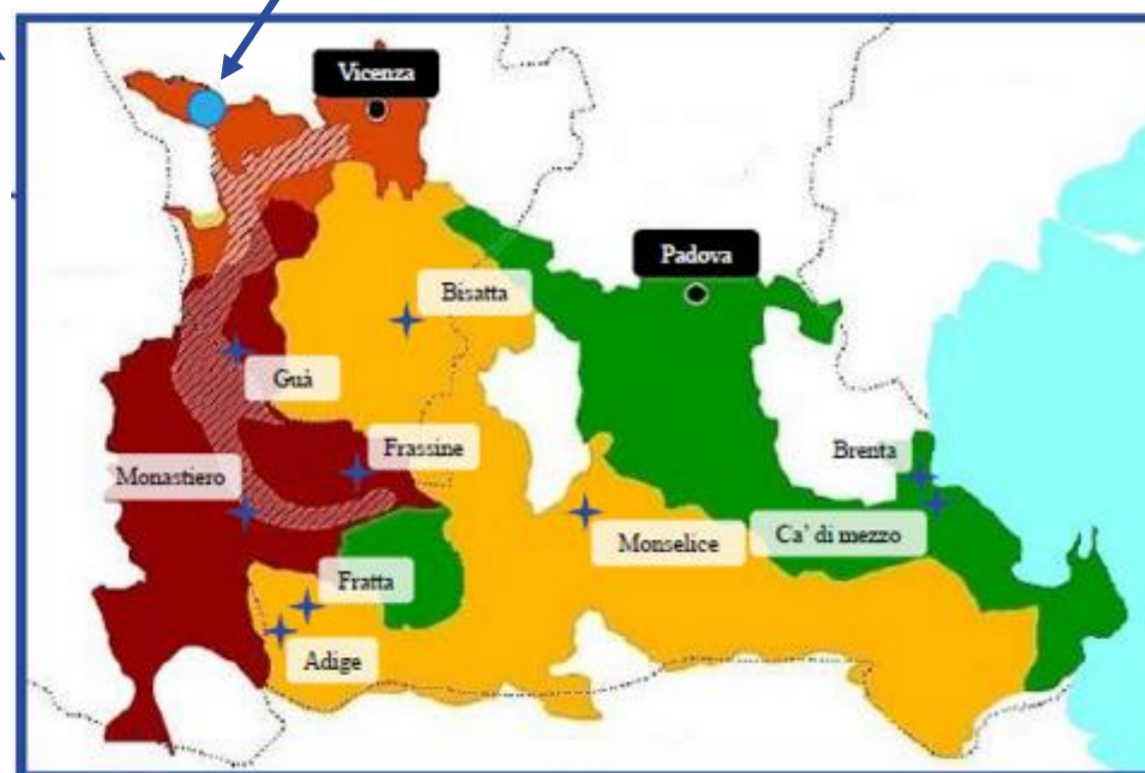 Vicenza
Padova
Bisatta
Guà
Frassine
Brenta
Monastiero
Monselice
Ca' di mezzo
Fratta
Adige